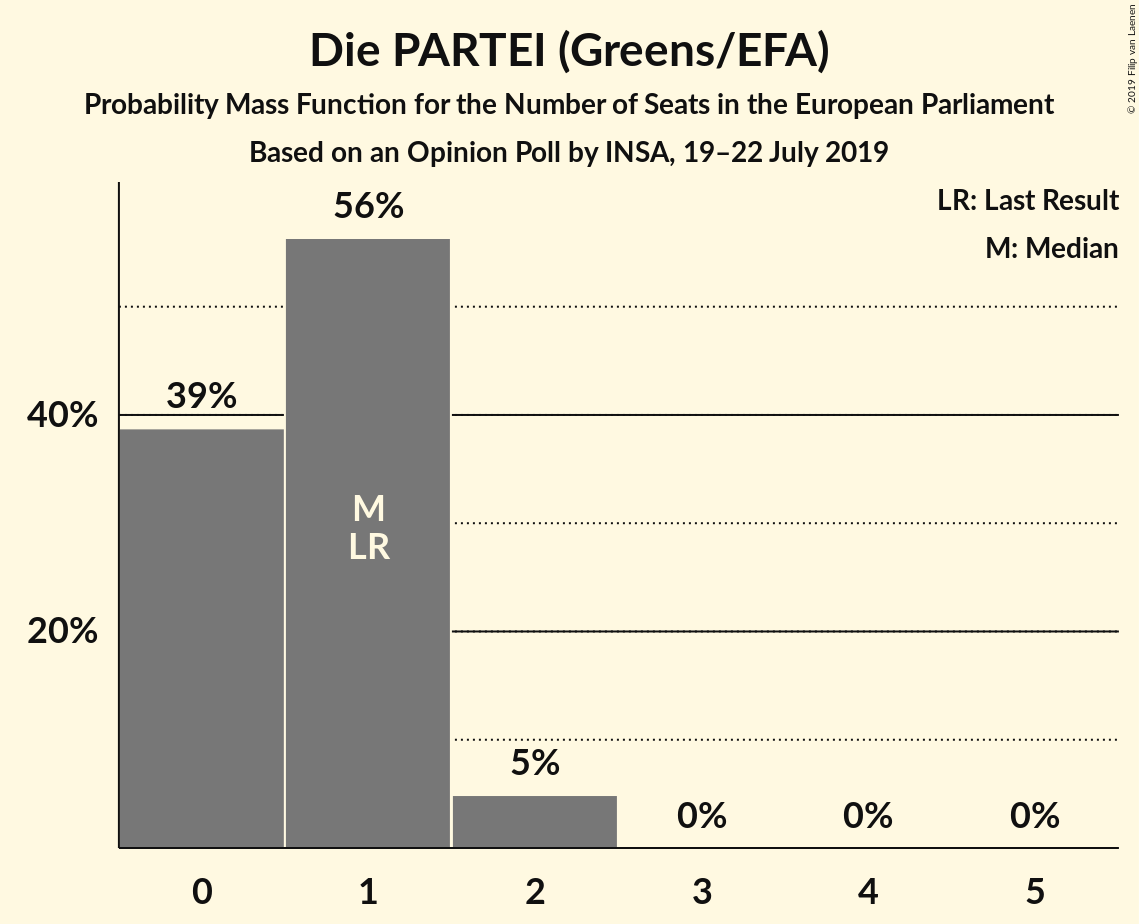 Die PARTEI (Greens/EFA)
Probability Mass Function for the Number of Seats in the European Parliament
Based on an Opinion Poll by INSA, 19–22 July 2019
© 2019 Filip van Laenen
LR: Last Result
M: Median
56%
39%
40%
M
LR
20%
5%
0%
0%
0%
0
1
2
3
4
5